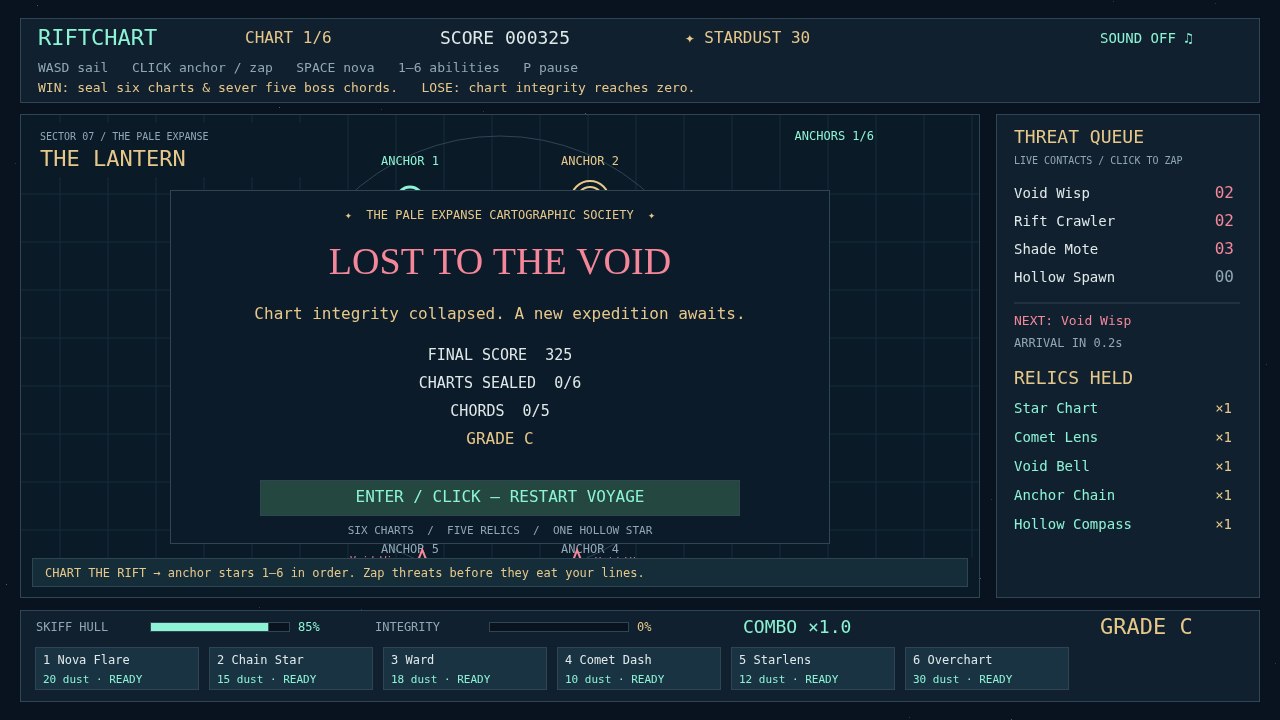 RIFTCHART CHART 1/6 SCORE 000325 ✦ STARDUST 30 SOUND OFF ♫
WASD sail CLICK anchor / zap SPACE nova 1–6 abilities P pause
WIN: seal six charts & sever five boss chords. LOSE: chart integrity reaches zero.
SECTOR 07 / THE PALE EXPANSE
THE LANTERN
ANCHORS 1/6
ANCHOR 1 ANCHOR 2
✦ THE PALE EXPANSE CARTOGRAPHIC SOCIETY ✦
LOST TO THE VOID
Chart integrity collapsed. A new expedition awaits.
FINAL SCORE 325
CHARTS SEALED 0/6
CHORDS 0/5
GRADE C
ENTER / CLICK — RESTART VOYAGE
SIX CHARTS / FIVE RELICS / ONE HOLLOW STAR
ANCHOR 5 ANCHOR 4
CHART THE RIFT → anchor stars 1–6 in order. Zap threats before they eat your lines.
THREAT QUEUE
LIVE CONTACTS / CLICK TO ZAP
Void Wisp 02
Rift Crawler 02
Shade Mote 03
Hollow Spawn 00
NEXT: Void Wisp
ARRIVAL IN 0.2s
RELICS HELD
Star Chart ×1
Comet Lens ×1
Void Bell ×1
Anchor Chain ×1
Hollow Compass ×1
SKIFF HULL 85% INTEGRITY 0% COMBO ×1.0 GRADE C
1 Nova Flare
20 dust · READY
2 Chain Star
15 dust · READY
3 Ward
18 dust · READY
4 Comet Dash
10 dust · READY
5 Starlens
12 dust · READY
6 Overchart
30 dust · READY